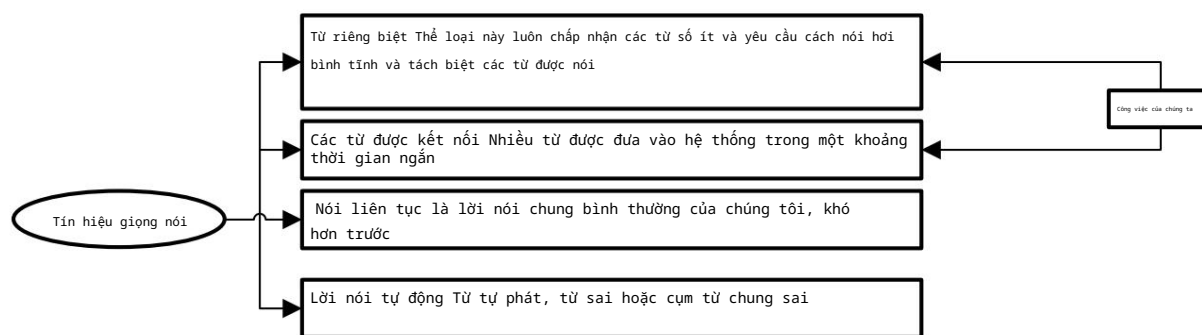 Từ riêng biệt Thể loại này luôn chấp nhận các từ số ít và yêu cầu cách nói hơi
bình tĩnh và tách biệt các từ được nói
Công việc của chúng ta
Các từ được kết nối Nhiều từ được đưa vào hệ thống trong một khoảng
thời gian ngắn
Tín hiệu giọng nói
Nói liên tục là lời nói chung bình thường của chúng tôi, khó
hơn trước
Lời nói tự động Từ tự phát, từ sai hoặc cụm từ chung sai